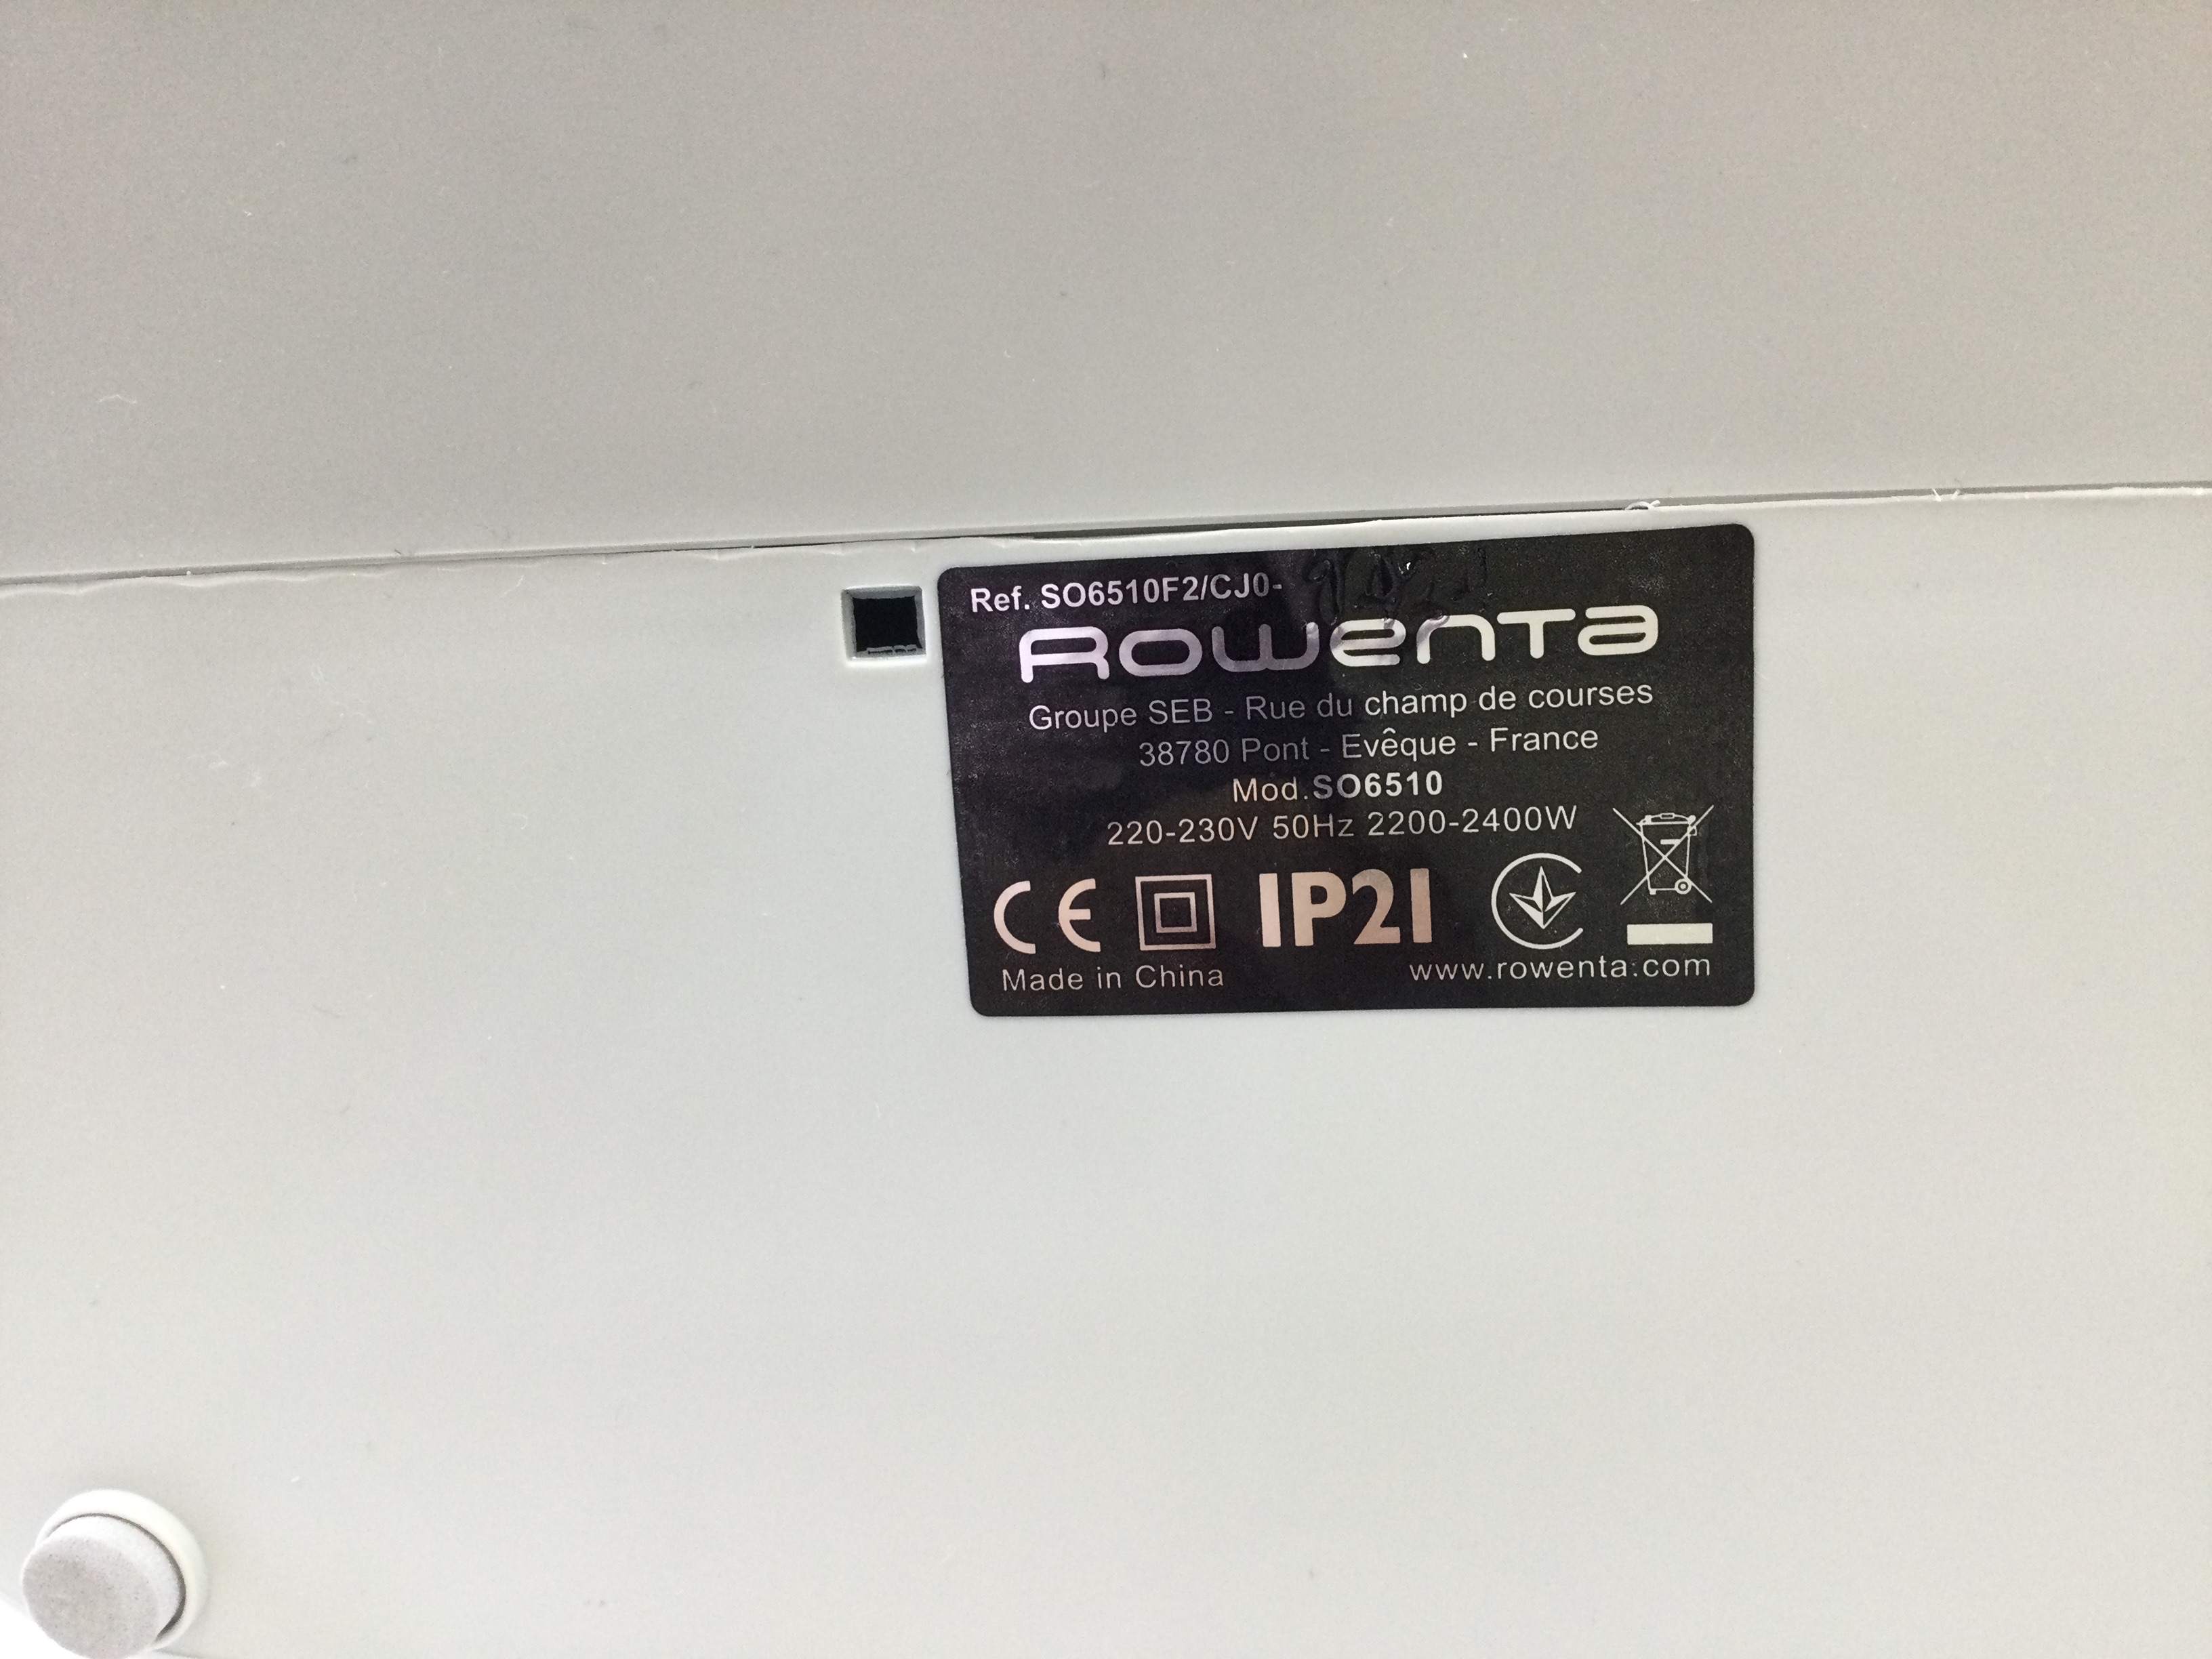 Ref. SO6510F2/CJ0-
Rowenta
Groupe SEB - Rue du champ de courses
38780 Pont - Evêque - France
Mod.SO6510
220-230V 50Hz 2200-2400W
CE IP21
Made in China www.rowenta.com